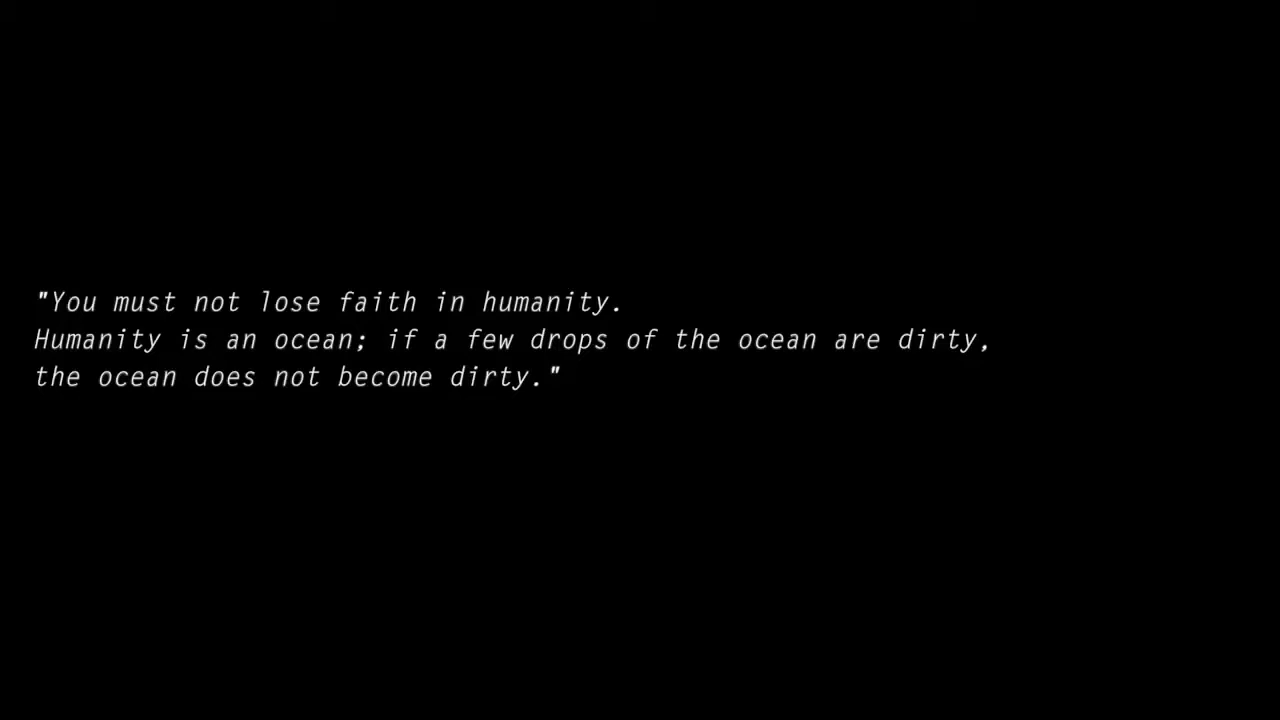 "You must not lose faith in humanity.
Humanity is an ocean; if a few drops of the ocean are dirty,
the ocean does not become dirty."